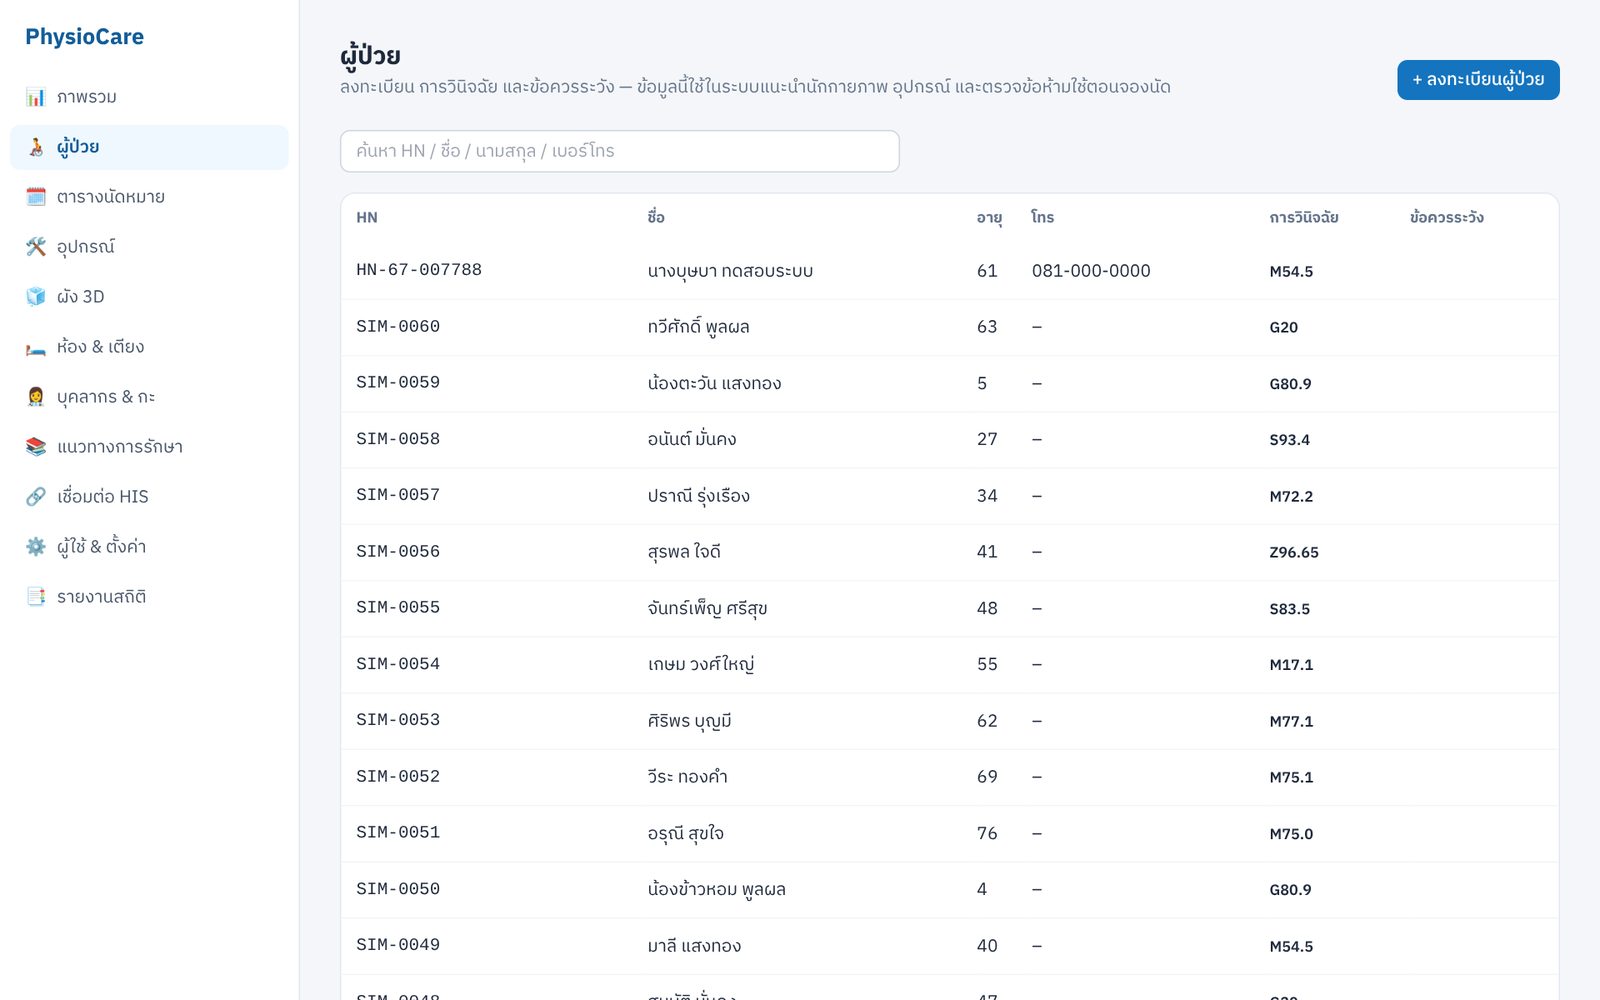 PhysioCare
ภาพรวม
ผู้ป่วย
ตารางนัดหมาย
อุปกรณ์
ผัง 3D
ห้อง & เตียง
บุคลากร & กะ
แนวทางการรักษา
เชื่อมต่อ HIS
ผู้ใช้ & ตั้งค่า
รายงานสถิติ
ผู้ป่วย
ลงทะเบียน การวินิจฉัย และข้อควรระวัง — ข้อมูลนี้ใช้ในระบบแนะนำนักกายภาพ อุปกรณ์ และตรวจข้อห้ามใช้ตอนจองนัด
+ ลงทะเบียนผู้ป่วย
ค้นหา HN / ชื่อ / นามสกุล / เบอร์โทร
HN ชื่อ อายุ โทร การวินิจฉัย ข้อควรระวัง
HN-67-007788 นางบุษบา ทดสอบระบบ 61 081-000-0000 M54.5
SIM-0060 ทวีศักดิ์ พูลผล 63 – G20
SIM-0059 น้องตะวัน แสงทอง 5 – G80.9
SIM-0058 อนันต์ มั่นคง 27 – S93.4
SIM-0057 ปราณี รุ่งเรือง 34 – M72.2
SIM-0056 สุรพล ใจดี 41 – Z96.65
SIM-0055 จันทร์เพ็ญ ศรีสุข 48 – S83.5
SIM-0054 เกษม วงศ์ใหญ่ 55 – M17.1
SIM-0053 ศิริพร บุญมี 62 – M77.1
SIM-0052 วีระ ทองคำ 69 – M75.1
SIM-0051 อรุณี สุขใจ 76 – M75.0
SIM-0050 น้องข้าวหอม พูลผล 4 – G80.9
SIM-0049 มาลี แสงทอง 40 – M54.5
SIM-0048